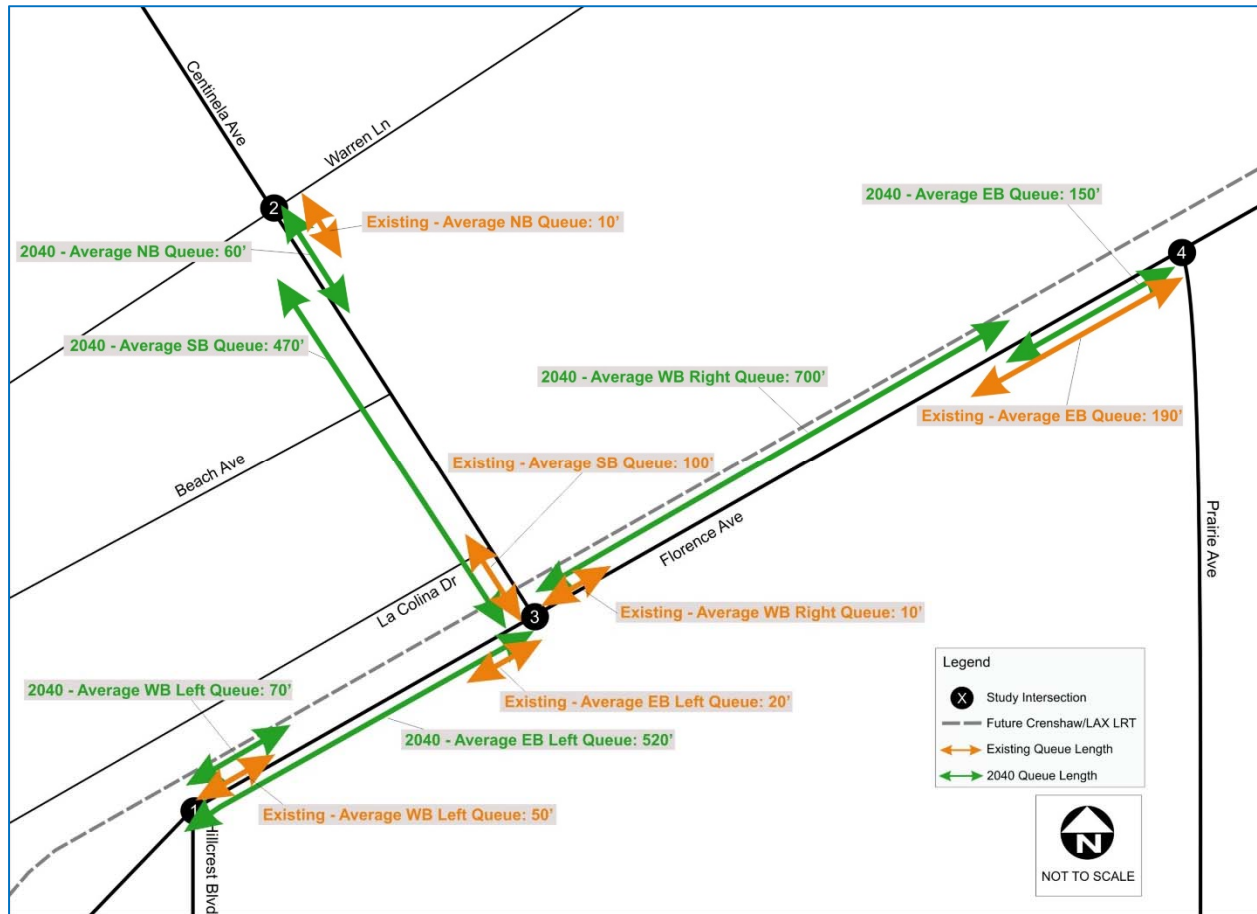 Centinela Ave
Warren Ln
2
Existing - Average NB Queue: 10'
2040 - Average NB Queue: 60'
2040 - Average EB Queue: 150'
4
2040 - Average SB Queue: 470'
2040 - Average WB Right Queue: 700'
Existing - Average EB Queue: 190'
Beach Ave
Existing - Average SB Queue: 100'
Florence Ave
Prairie Ave
La Colina Dr
3
Existing - Average WB Right Queue: 10'
2040 - Average WB Left Queue: 70'
Existing - Average EB Left Queue: 20'
2040 - Average EB Left Queue: 520'
1
Existing - Average WB Left Queue: 50'
Hillcrest Blvd
Legend
X Study Intersection
Future Crenshaw/LAX LRT
Existing Queue Length
2040 Queue Length
N
NOT TO SCALE